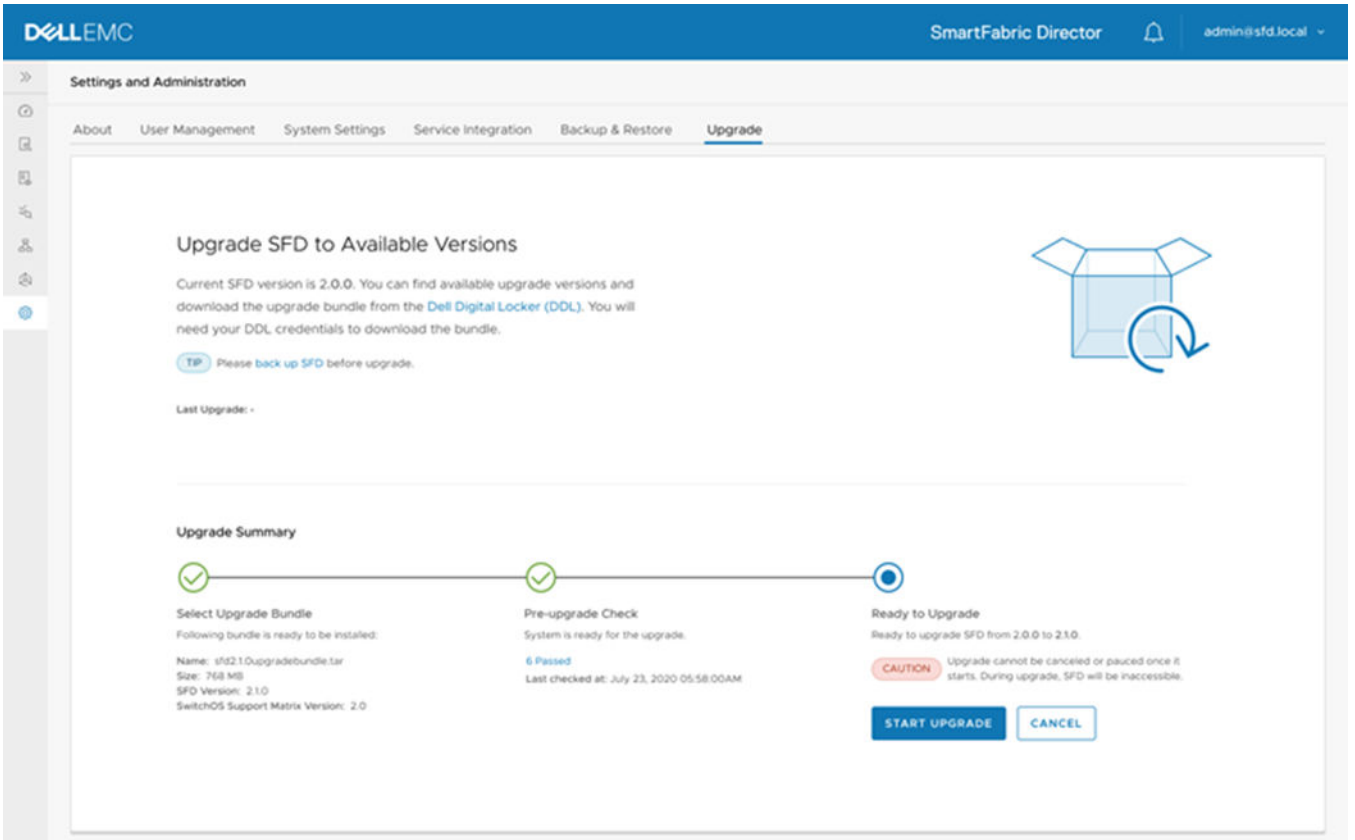 DELLEMC
SmartFabric Director
admin@sfd.local
Settings and Administration
About User Management System Settings Service Integration Backup & Restore Upgrade
Upgrade SFD to Available Versions
Current SFD version is 2.0.0. You can find available upgrade versions and
download the upgrade bundle from the Dell Digital Locker (DDL). You will
need your DDL credentials to download the bundle.
TIP Please back up SFD before upgrade.
Last Upgrade: -
Upgrade Summary
Select Upgrade Bundle
Following bundle is ready to be installed:
Name: sfd2.1.0upgradebundle.tar
Size: 768 MB
SFD Version: 2.1.0
SwitchOS Support Matrix Version: 2.0
Pre-upgrade Check
System is ready for the upgrade.
6 Passed
Last checked at: July 23, 2020 05:58:00AM
Ready to Upgrade
Ready to upgrade SFD from 2.0.0 to 2.1.0.
CAUTION Upgrade cannot be canceled or pauced once it
starts. During upgrade, SFD will be inaccessible.
START UPGRADE CANCEL